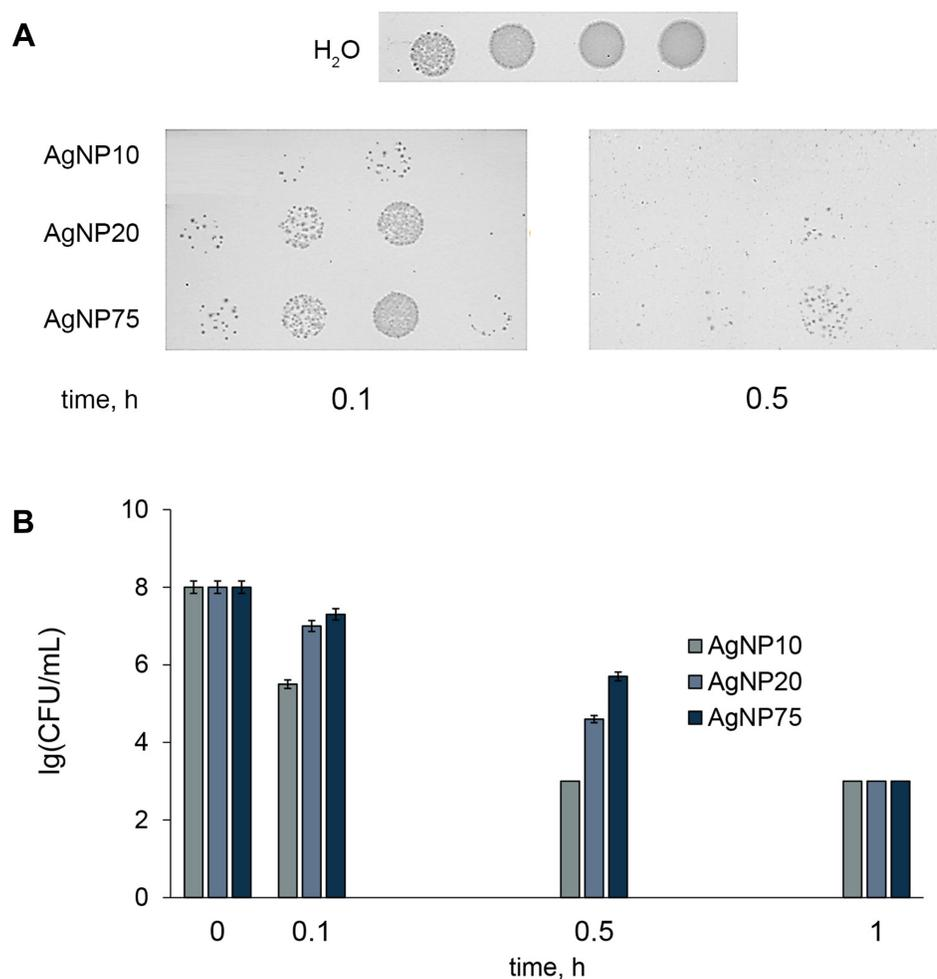 A
H₂O
AgNP10
AgNP20
AgNP75
time, h 0.1 0.5
B
10
8
6
4
2
0
lg(CFU/mL)
AgNP10
AgNP20
AgNP75
0 0.1 0.5 1
time, h